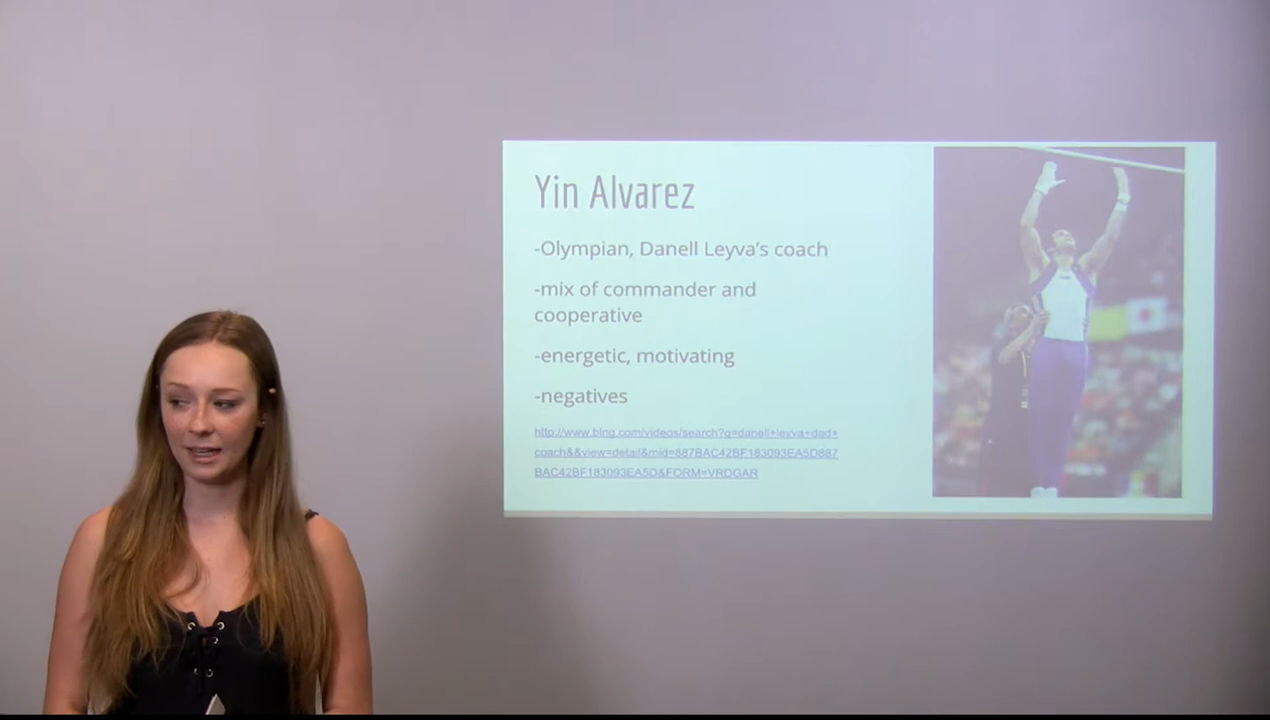 Yin Alvarez
-Olympian, Danell Leyva's coach
-mix of commander and
cooperative
-energetic, motivating
-negatives
http://www.bing.com/videos/search?q=danell+leyva+dad+
coach&&view=detail&mid=887BAC42BF183093EA5D887
BAC42BF183093EA5D&FORM=VRDGAR